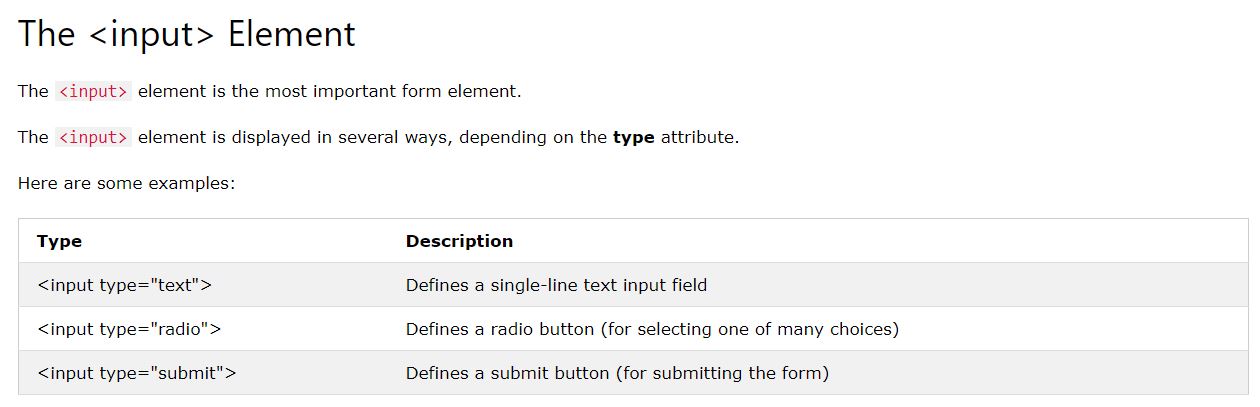 The <input> Element
The <input> element is the most important form element.
The <input> element is displayed in several ways, depending on the type attribute.
Here are some examples:
Type Description
<input type="text"> Defines a single-line text input field
<input type="radio"> Defines a radio button (for selecting one of many choices)
<input type="submit"> Defines a submit button (for submitting the form)